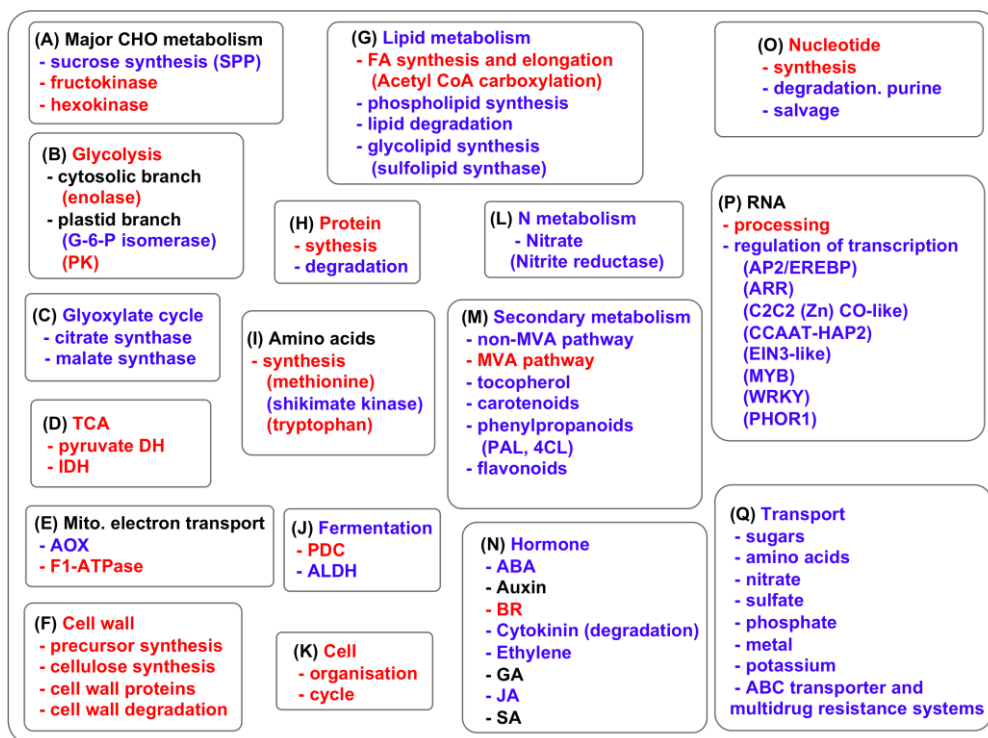 (A) Major CHO metabolism
- sucrose synthesis (SPP)
- fructokinase
- hexokinase
(B) Glycolysis
- cytosolic branch
(enolase)
- plastid branch
(G-6-P isomerase)
(PK)
(C) Glyoxylate cycle
- citrate synthase
- malate synthase
(D) TCA
- pyruvate DH
- IDH
(E) Mito. electron transport
- AOX
- F1-ATPase
(F) Cell wall
- precursor synthesis
- cellulose synthesis
- cell wall proteins
- cell wall degradation
(G) Lipid metabolism
- FA synthesis and elongation
(Acetyl CoA carboxylation)
- phospholipid synthesis
- lipid degradation
- glycolipid synthesis
(sulfolipid synthase)
(H) Protein
- sythesis
- degradation
(I) Amino acids
- synthesis
(methionine)
(shikimate kinase)
(tryptophan)
(J) Fermentation
- PDC
- ALDH
(K) Cell
- organisation
- cycle
(L) N metabolism
- Nitrate
(Nitrite reductase)
(M) Secondary metabolism
- non-MVA pathway
- MVA pathway
- tocopherol
- carotenoids
- phenylpropanoids
(PAL, 4CL)
- flavonoids
(N) Hormone
- ABA
- Auxin
- BR
- Cytokinin (degradation)
- Ethylene
- GA
- JA
- SA
(O) Nucleotide
- synthesis
- degradation. purine
- salvage
(P) RNA
- processing
- regulation of transcription
(AP2/EREBP)
(ARR)
(C2C2 (Zn) CO-like)
(CCAAT-HAP2)
(EIN3-like)
(MYB)
(WRKY)
(PHOR1)
(Q) Transport
- sugars
- amino acids
- nitrate
- sulfate
- phosphate
- metal
- potassium
- ABC transporter and
multidrug resistance systems